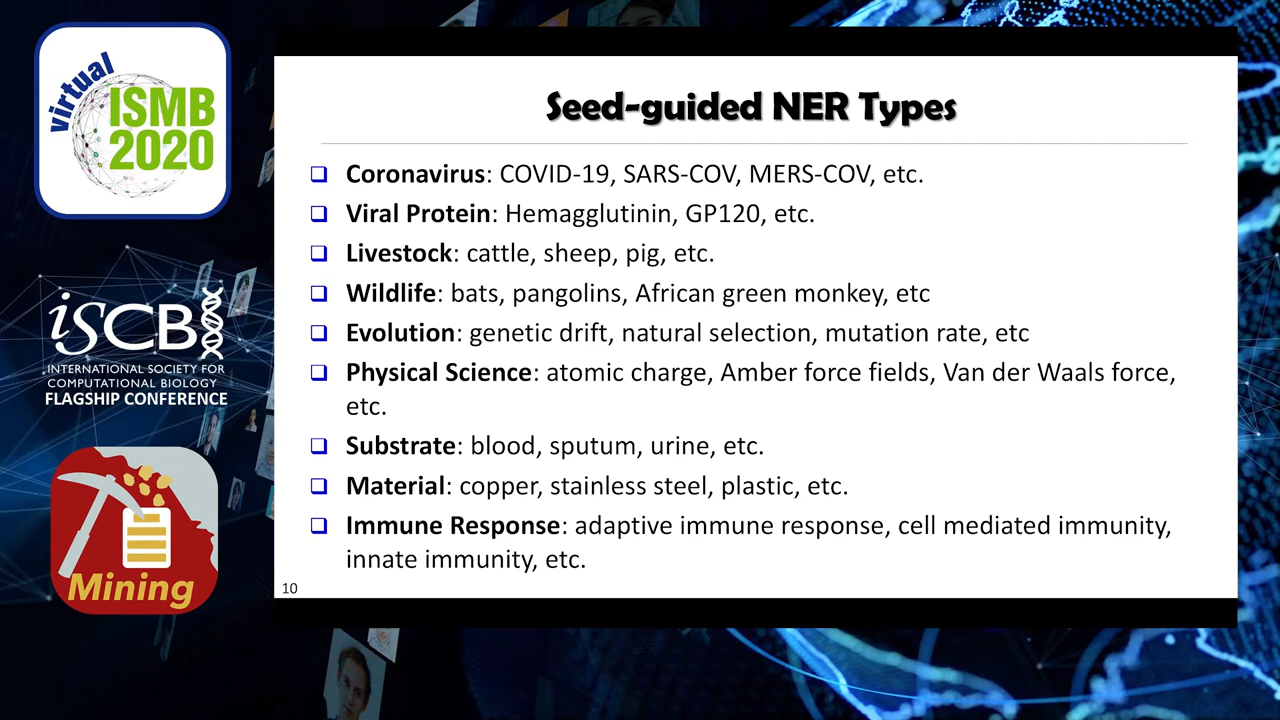 virtual
ISMB
2020
iSCB
INTERNATIONAL SOCIETY FOR
COMPUTATIONAL BIOLOGY
FLAGSHIP CONFERENCE
Mining
Seed-guided NER Types
Coronavirus: COVID-19, SARS-COV, MERS-COV, etc.
Viral Protein: Hemagglutinin, GP120, etc.
Livestock: cattle, sheep, pig, etc.
Wildlife: bats, pangolins, African green monkey, etc
Evolution: genetic drift, natural selection, mutation rate, etc
Physical Science: atomic charge, Amber force fields, Van der Waals force,
etc.
Substrate: blood, sputum, urine, etc.
Material: copper, stainless steel, plastic, etc.
Immune Response: adaptive immune response, cell mediated immunity,
innate immunity, etc.
10